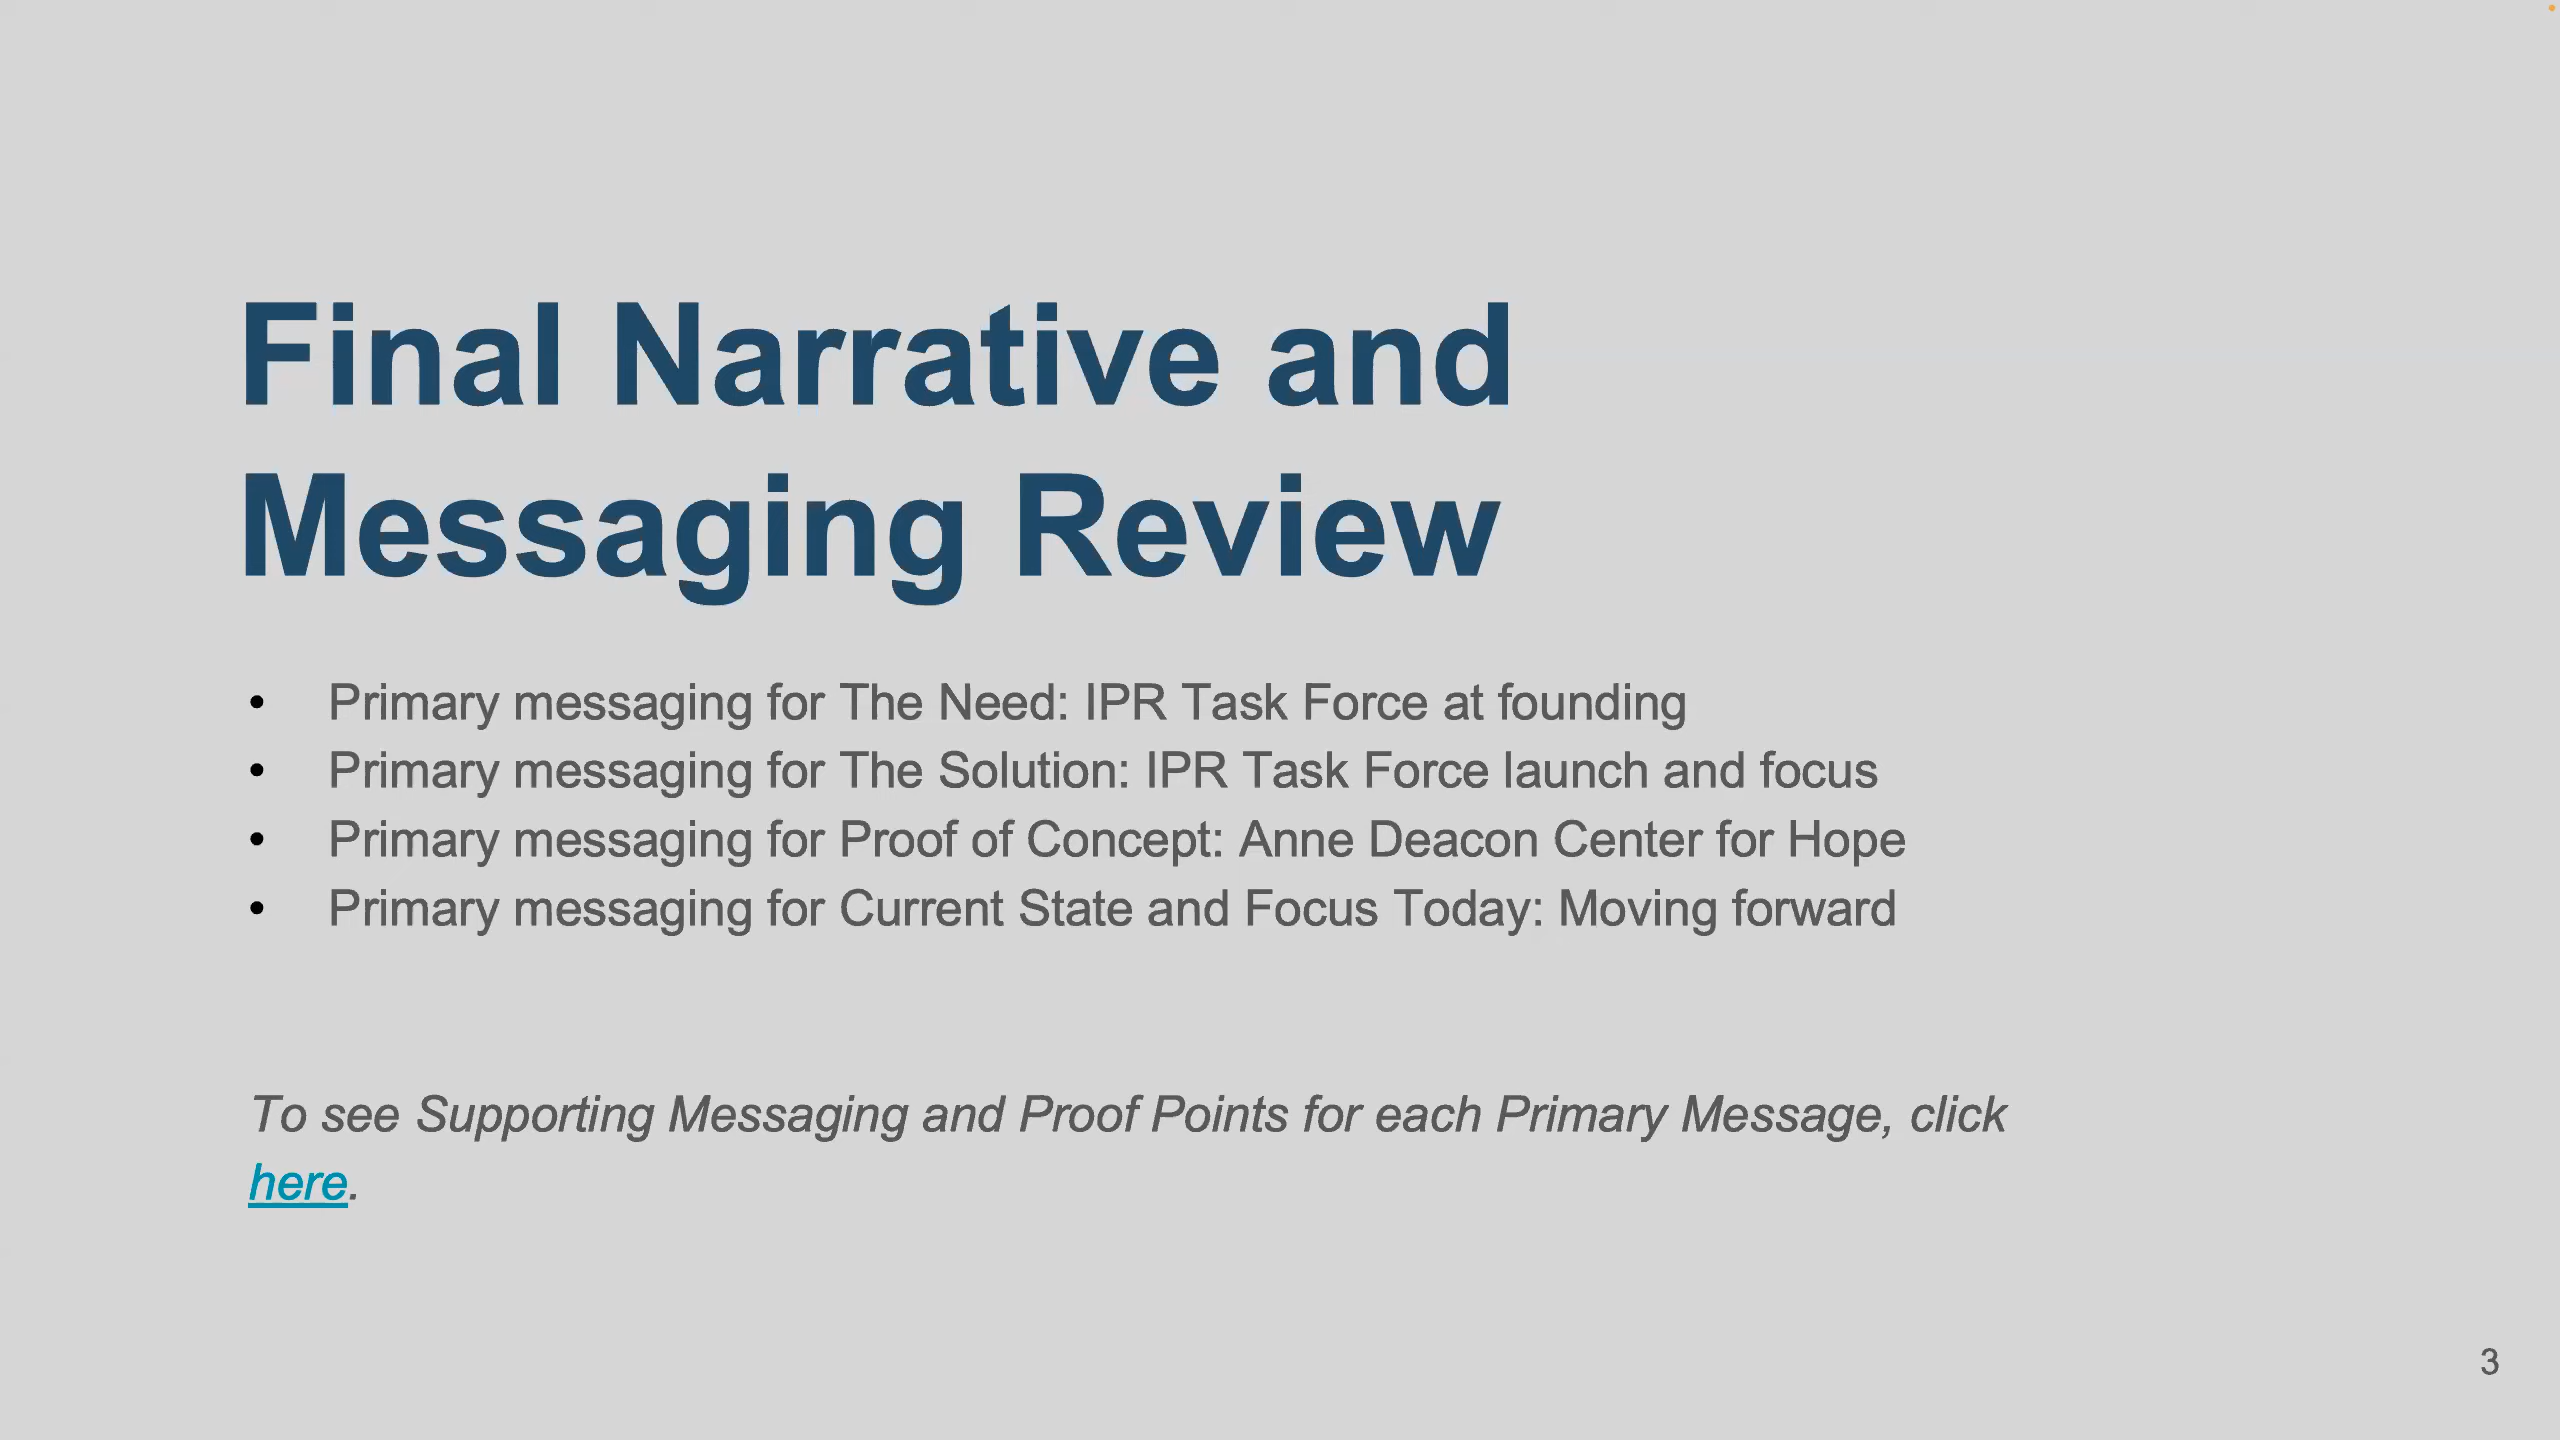 Final Narrative and
Messaging Review
• Primary messaging for The Need: IPR Task Force at founding
• Primary messaging for The Solution: IPR Task Force launch and focus
• Primary messaging for Proof of Concept: Anne Deacon Center for Hope
• Primary messaging for Current State and Focus Today: Moving forward
To see Supporting Messaging and Proof Points for each Primary Message, click
here.
3